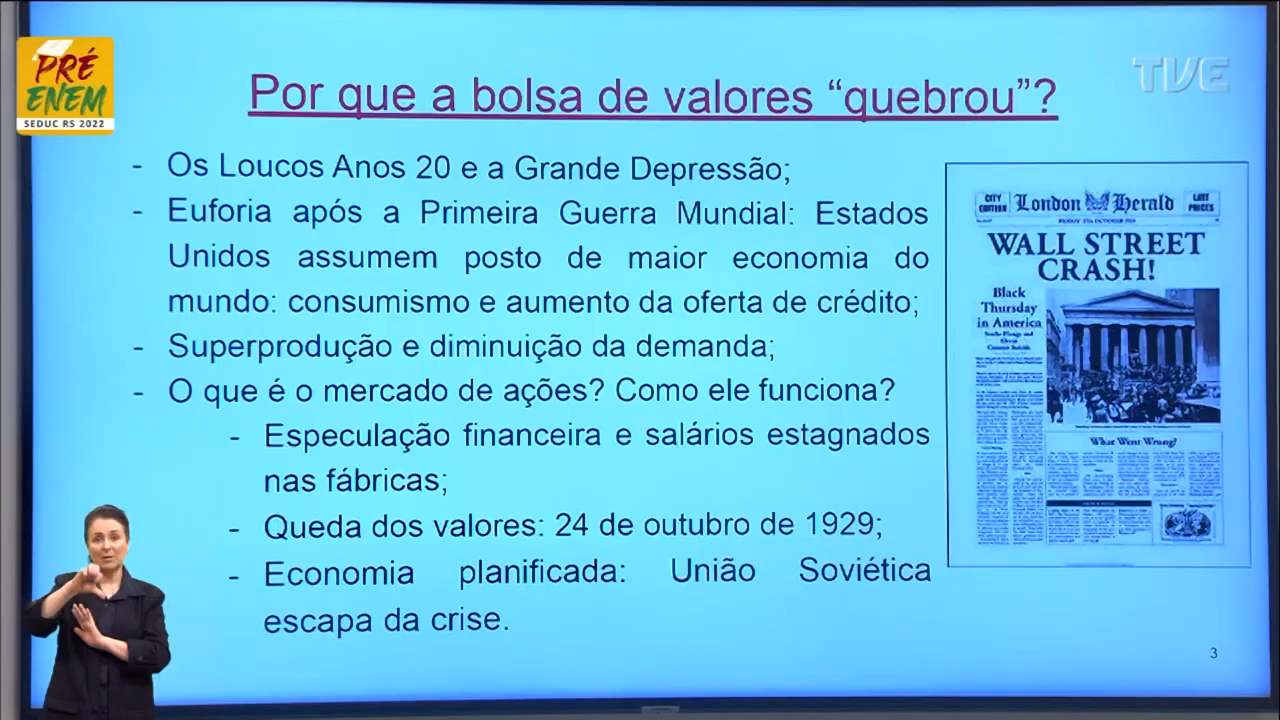 PRÉ
ENEM
SEDUC RS 2022
TVE
Por que a bolsa de valores “quebrou”?
- Os Loucos Anos 20 e a Grande Depressão;
- Euforia após a Primeira Guerra Mundial: Estados
Unidos assumem posto de maior economia do
mundo: consumismo e aumento da oferta de crédito;
- Superprodução e diminuição da demanda;
- O que é o mercado de ações? Como ele funciona?
- Especulação financeira e salários estagnados
nas fábricas;
- Queda dos valores: 24 de outubro de 1929;
- Economia planificada: União Soviética
escapa da crise.
CITY
EDITION
London Herald
LATE
PRICES
WALL STREET
CRASH!
Black
Thursday
in America
What Went Wrong?
3